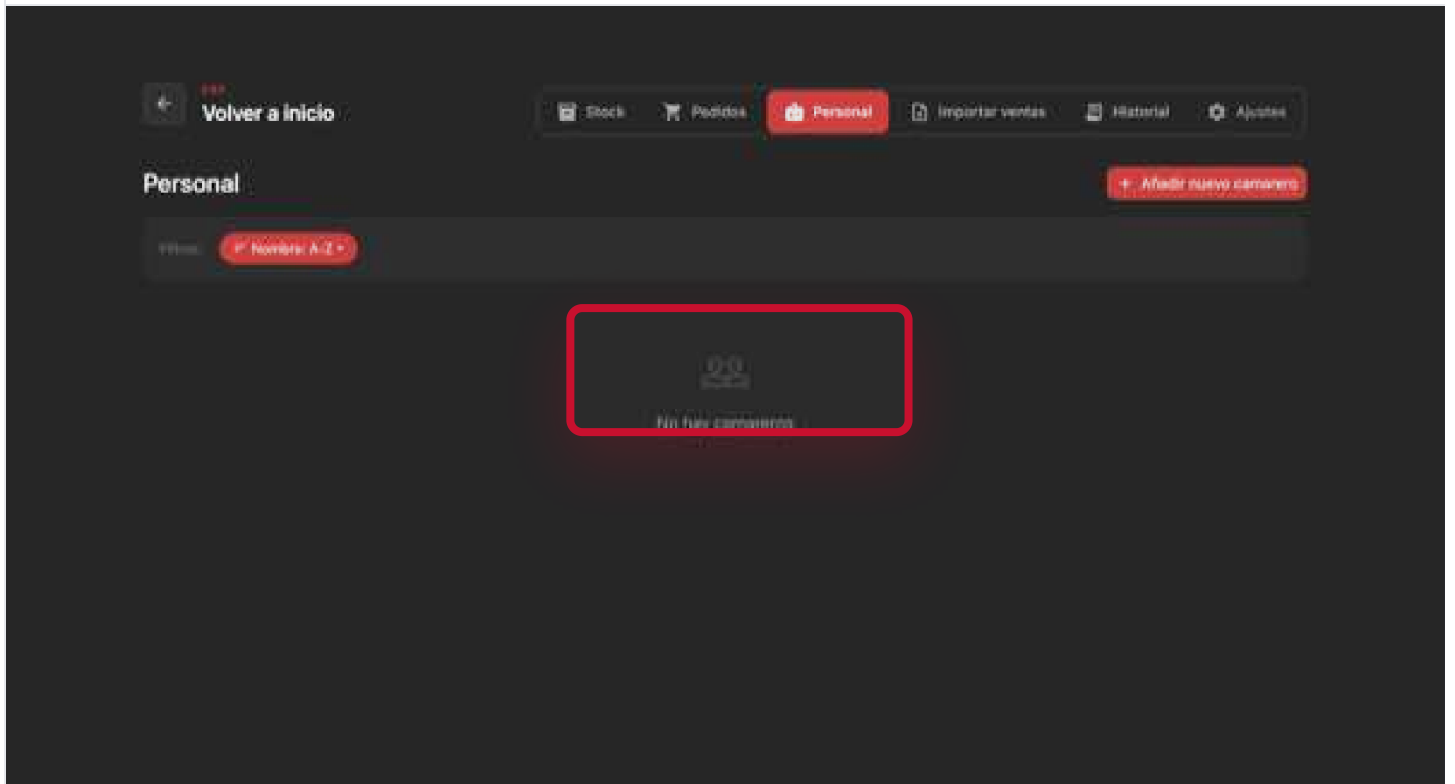 Volver a inicio
Stock
Pedidos
Personal
Importar ventas
Historial
Ajustes
Personal
+ Añadir nuevo camarero
Nombre: A-Z
No hay camareros